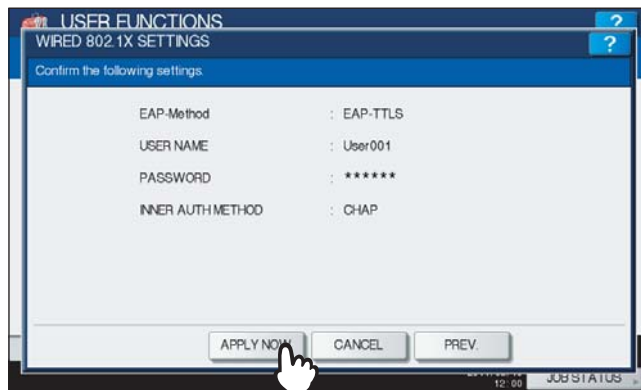 USER FUNCTIONS ?
WIRED 802.1X SETTINGS ?
Confirm the following settings.
EAP-Method : EAP-TTLS
USER NAME : User001
PASSWORD : ******
INNER AUTH METHOD : CHAP
APPLY NOW CANCEL PREV.
12:00 JOB STATUS